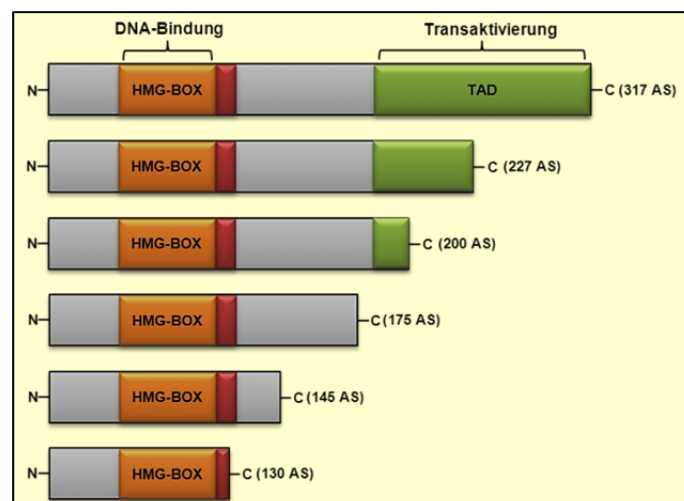 DNA-Bindung Transaktivierung
N HMG-BOX TAD C (317 AS)
N HMG-BOX C (227 AS)
N HMG-BOX C (200 AS)
N HMG-BOX C (175 AS)
N HMG-BOX C (145 AS)
N HMG-BOX C (130 AS)